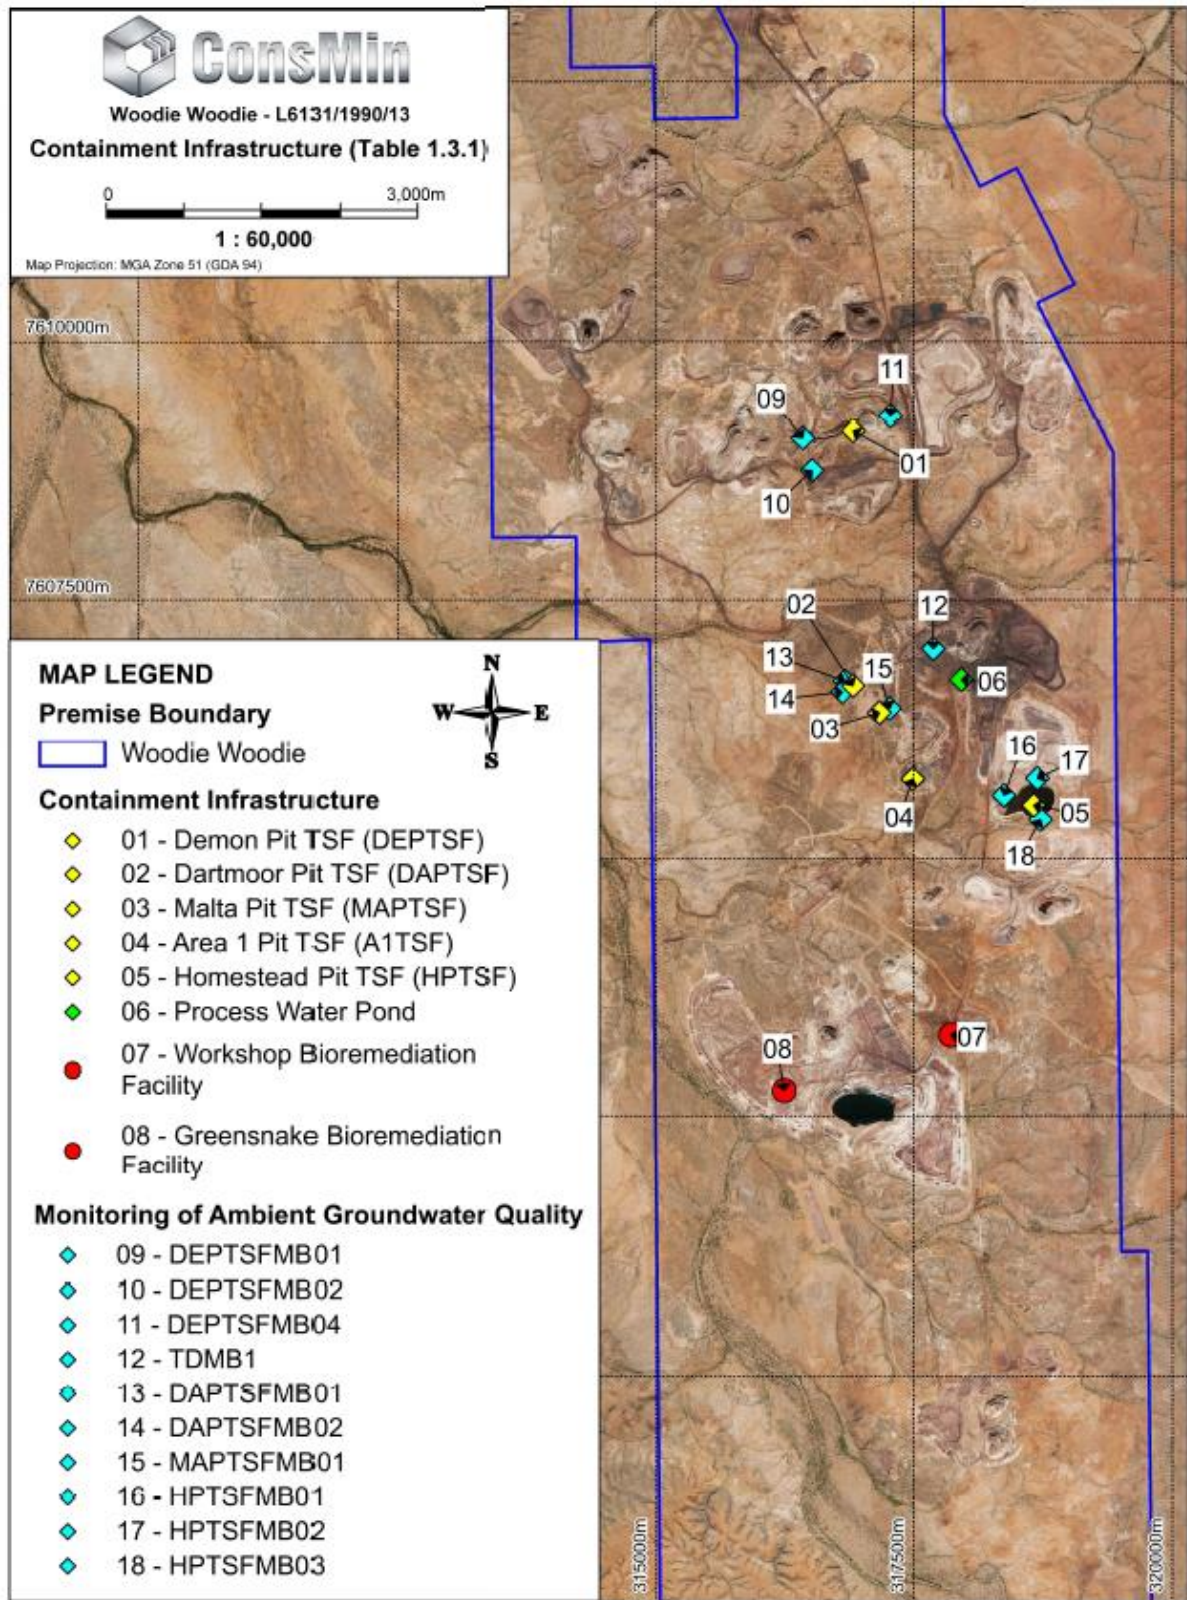 ConsMin
Woodie Woodie - L6131/1990/13
Containment Infrastructure (Table 1.3.1)
0 3,000m
1 : 60,000
Map Projection: MGA Zone 51 (GDA 94)
7610000m
11
09
01
10
7607500m
02
12
13
15
06
14
03
16
17
04
05
18
07
08
315000m
317500m
320000m
MAP LEGEND
N
W E
S
Premise Boundary
Woodie Woodie
Containment Infrastructure
01 - Demon Pit TSF (DEPTSF)
02 - Dartmoor Pit TSF (DAPTSF)
03 - Malta Pit TSF (MAPTSF)
04 - Area 1 Pit TSF (A1TSF)
05 - Homestead Pit TSF (HPTSF)
06 - Process Water Pond
07 - Workshop Bioremediation
Facility
08 - Greensnake Bioremediation
Facility
Monitoring of Ambient Groundwater Quality
09 - DEPTSFMB01
10 - DEPTSFMB02
11 - DEPTSFMB04
12 - TDMB1
13 - DAPTSFMB01
14 - DAPTSFMB02
15 - MAPTSFMB01
16 - HPTSFMB01
17 - HPTSFMB02
18 - HPTSFMB03